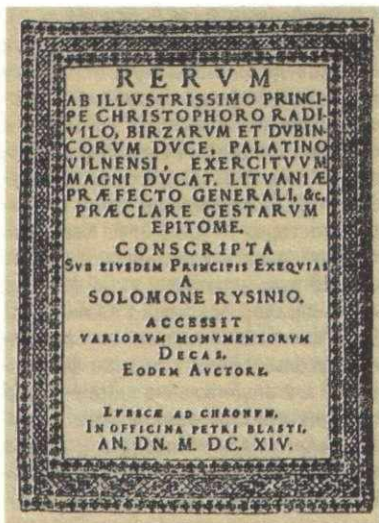 RERVM
AB ILLVSTRISSIMO PRINCI-
PE CHRISTOPHORO RADI-
VILO, BIRZARVM ET DVBIN-
CORVM DVCE, PALATINO
VILNENSI, EXERCITVVM
MAGNI DVCAT. LITVANIÆ
PRÆFECTO GENERALI, &c.
PRÆCLARE GESTARVM
EPITOME.
CONSCRIPTA
SVB EIVSDEM PRINCIPIS EXEQVIAS
A
SOLOMONE RYSINIO.
ACCESSIT
VARIORVM MONVMENTORVM
DECAS.
EODEM AVCTORE.
LVBECÆ AD CHRONVM,
IN OFFICINA PETRI BLASTI,
AN. DN. M. DC. XIV.